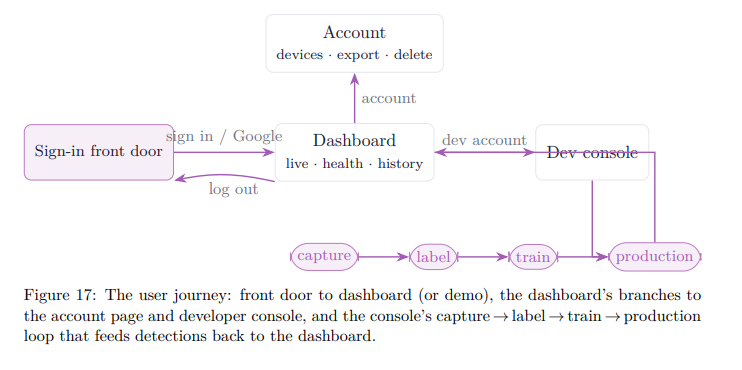 Account
devices · export · delete
account
sign in / Google
Sign-in front door
Dashboard
live · health · history
dev account
Dev console
log out
capture
label
train
production
Figure 17: The user journey: front door to dashboard (or demo), the dashboard's branches to
the account page and developer console, and the console's capture→label→train→production
loop that feeds detections back to the dashboard.